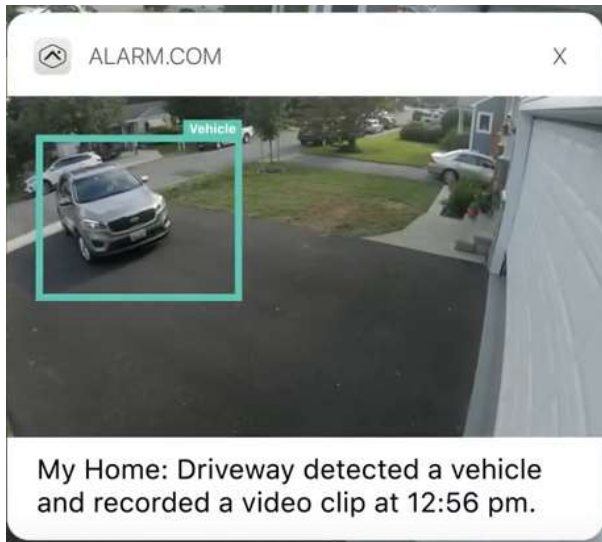 ALARM.COM
X
Vehicle
My Home: Driveway detected a vehicle
and recorded a video clip at 12:56 pm.